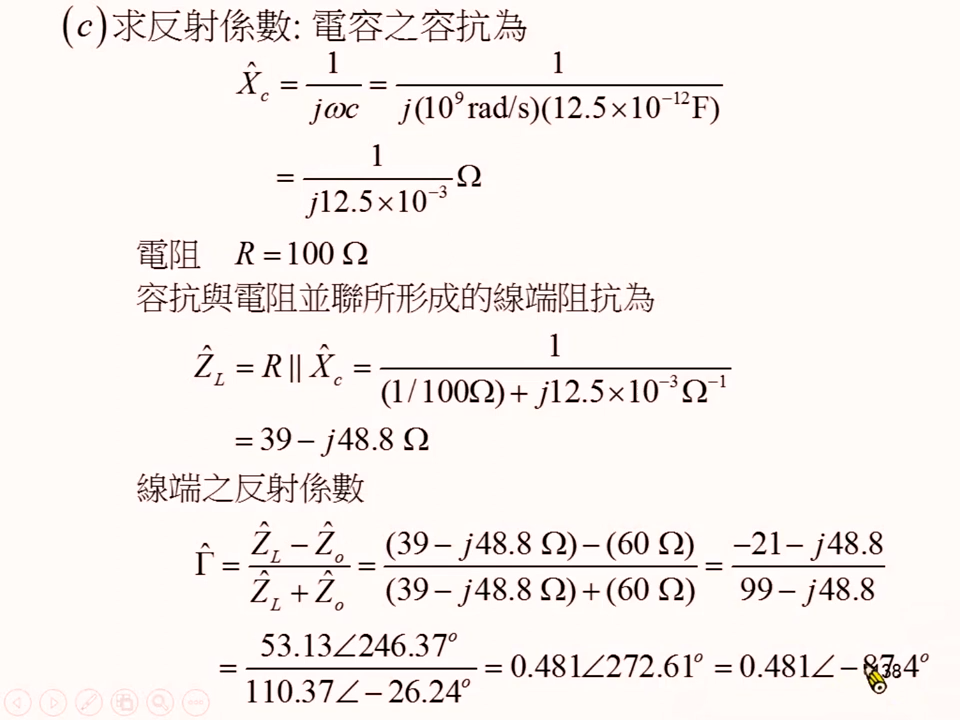 (c)求反射係數: 電容之容抗為
X̂c = 1/(jωc) = 1/(j(10⁹rad/s)(12.5×10⁻¹²F))
= 1/(j12.5×10⁻³) Ω
電阻 R = 100 Ω
容抗與電阻並聯所形成的線端阻抗為
ẐL = R || X̂c = 1/((1/100Ω)+ j12.5×10⁻³Ω⁻¹)
= 39 − j48.8 Ω
線端之反射係數
Γ̂ = (ẐL − Ẑo)/(ẐL + Ẑo) = ((39 − j48.8 Ω) − (60 Ω))/((39 − j48.8 Ω) + (60 Ω)) = (−21 − j48.8)/(99 − j48.8)
= 53.13∠246.37°/110.37∠−26.24° = 0.481∠272.61° = 0.481∠−87.4°